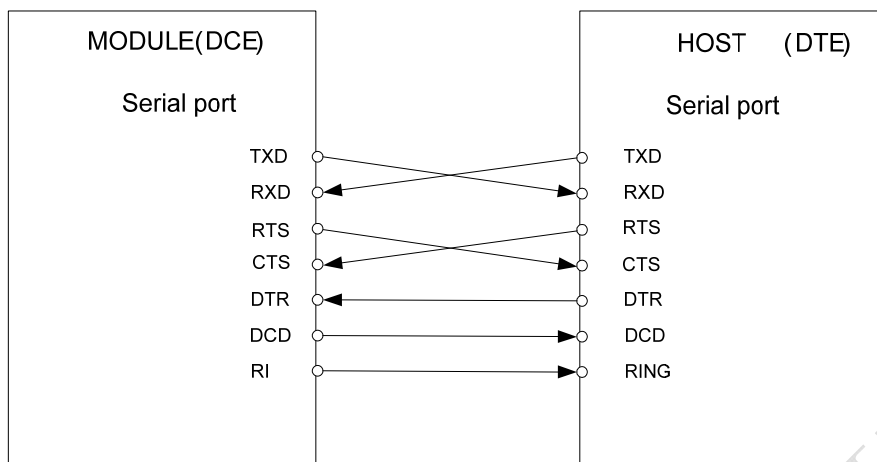 MODULE(DCE)
HOST (DTE)
Serial port
Serial port
TXD
TXD
RXD
RXD
RTS
RTS
CTS
CTS
DTR
DTR
DCD
DCD
RI
RING